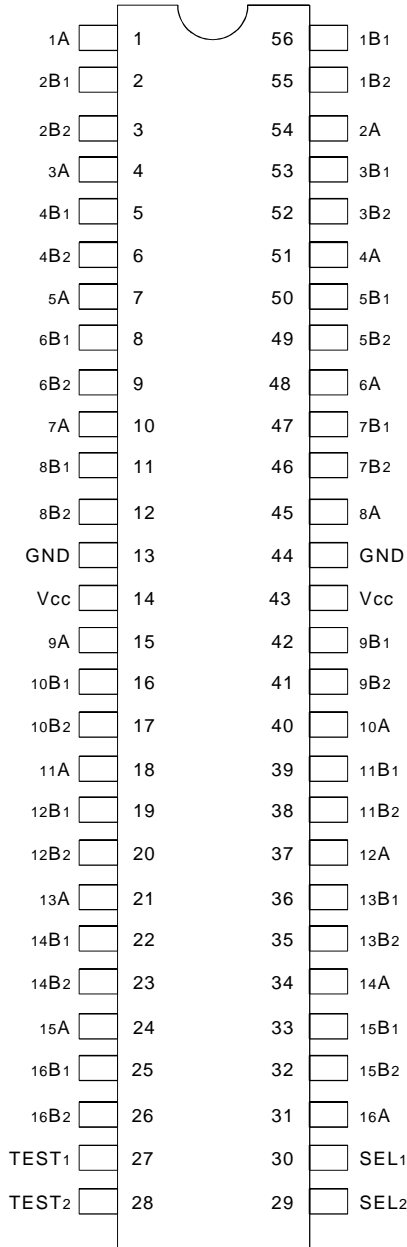 1A 1 56 1B1
2B1 2 55 1B2
2B2 3 54 2A
3A 4 53 3B1
4B1 5 52 3B2
4B2 6 51 4A
5A 7 50 5B1
6B1 8 49 5B2
6B2 9 48 6A
7A 10 47 7B1
8B1 11 46 7B2
8B2 12 45 8A
GND 13 44 GND
Vcc 14 43 Vcc
9A 15 42 9B1
10B1 16 41 9B2
10B2 17 40 10A
11A 18 39 11B1
12B1 19 38 11B2
12B2 20 37 12A
13A 21 36 13B1
14B1 22 35 13B2
14B2 23 34 14A
15A 24 33 15B1
16B1 25 32 15B2
16B2 26 31 16A
TEST1 27 30 SEL1
TEST2 28 29 SEL2